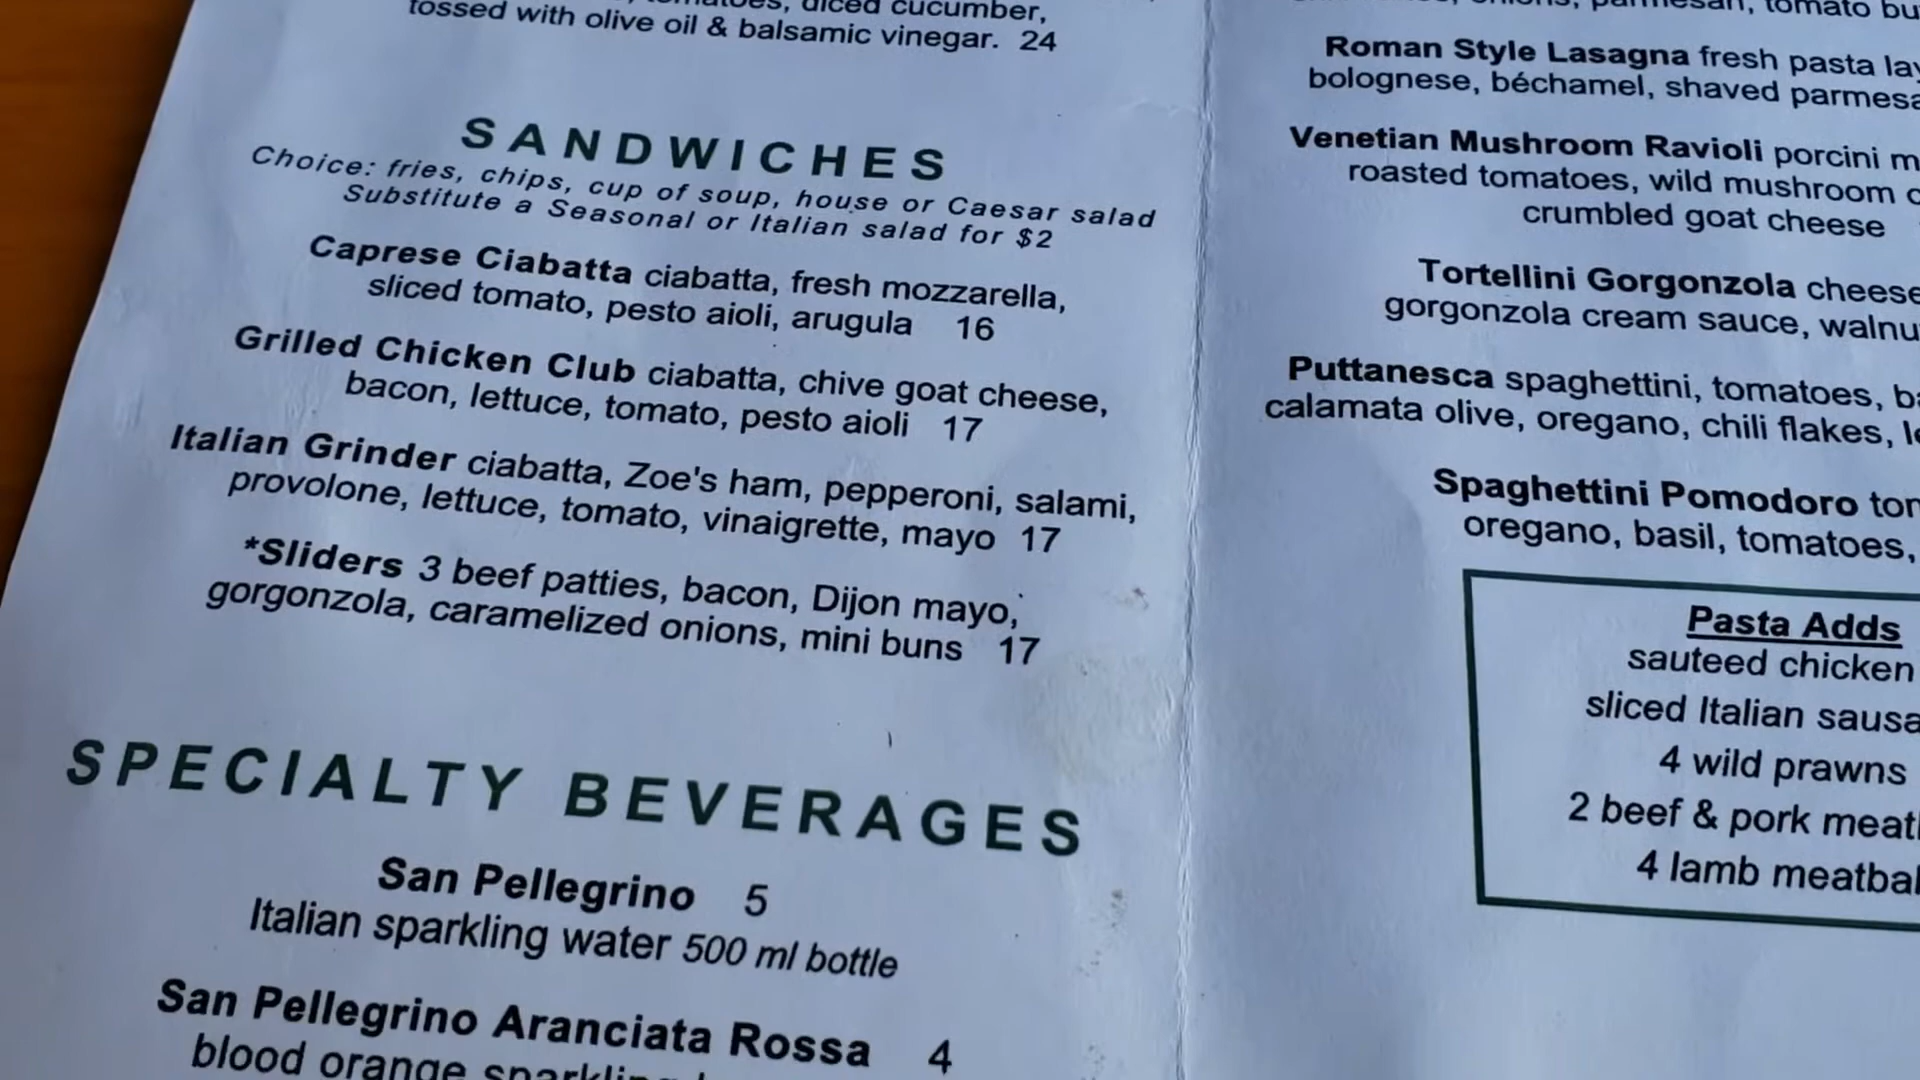 diced cucumber,
tossed with olive oil & balsamic vinegar. 24
SANDWICHES
Choice: fries, chips, cup of soup, house or Caesar salad
Substitute a Seasonal or Italian salad for $2
Caprese Ciabatta ciabatta, fresh mozzarella,
sliced tomato, pesto aioli, arugula 16
Grilled Chicken Club ciabatta, chive goat cheese,
bacon, lettuce, tomato, pesto aioli 17
Italian Grinder ciabatta, Zoe's ham, pepperoni, salami,
provolone, lettuce, tomato, vinaigrette, mayo 17
*Sliders 3 beef patties, bacon, Dijon mayo,
gorgonzola, caramelized onions, mini buns 17
SPECIALTY BEVERAGES
San Pellegrino 5
Italian sparkling water 500 ml bottle
San Pellegrino Aranciata Rossa 4
blood orange sparkling
parmesan, tomato
Roman Style Lasagna fresh pasta
bolognese, béchamel, shaved
Venetian Mushroom Ravioli porcini
roasted tomatoes, wild mushroom
crumbled goat cheese
Tortellini Gorgonzola cheese
gorgonzola cream sauce,
Puttanesca spaghettini, tomatoes,
calamata olive, oregano, chili flakes,
Spaghettini Pomodoro
oregano, basil, tomatoes,
Pasta Adds
sauteed chicken
sliced Italian
4 wild prawns
2 beef & pork
4 lamb